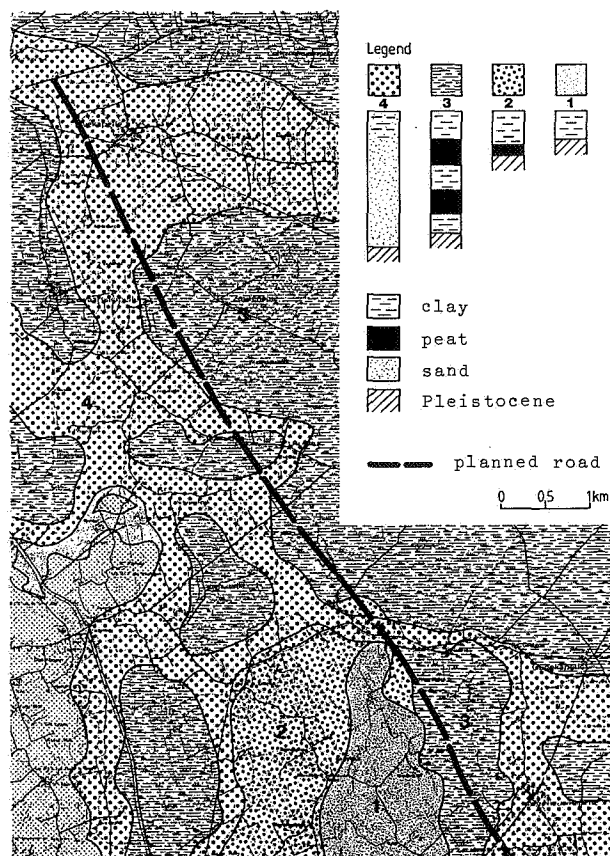 Legend
4 3 2 1
clay
peat
sand
Pleistocene
planned road
0 0,5 1km
3
4
2
3
1